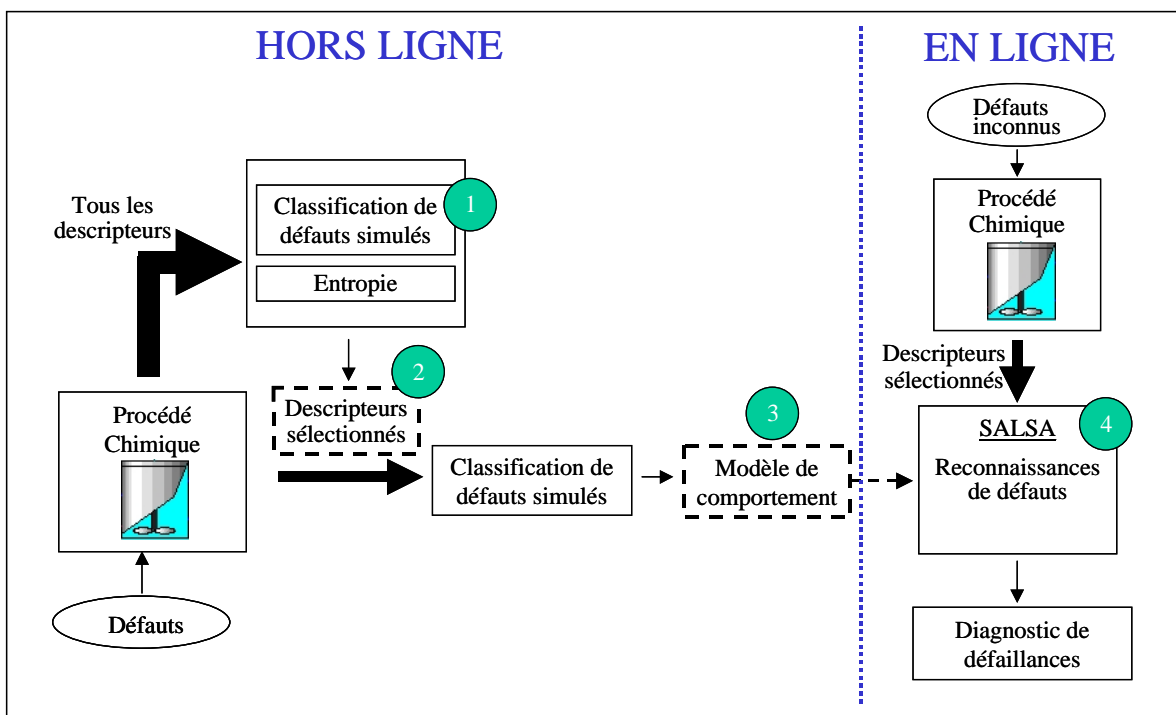 HORS LIGNE
Tous les
descripteurs
1
Classification de
défauts simulés
Entropie
2
Descripteurs
sélectionnés
Procédé
Chimique
Défauts
Classification de
défauts simulés
3
Modèle de
comportement
EN LIGNE
Défauts
inconnus
Procédé
Chimique
Descripteurs
sélectionnés
4
SALSA
Reconnaissances
de défauts
Diagnostic de
défaillances